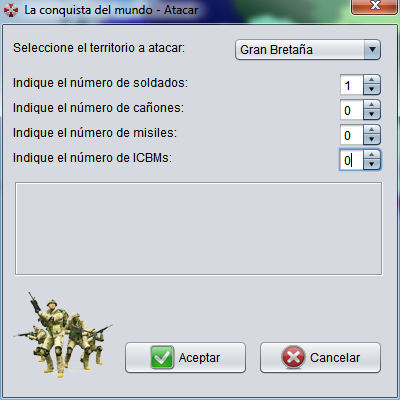 La conquista del mundo - Atacar
Seleccione el territorio a atacar: Gran Bretaña
Indique el número de soldados: 1
Indique el número de cañones: 0
Indique el número de misiles: 0
Indique el número de ICBMs: 0
Aceptar Cancelar